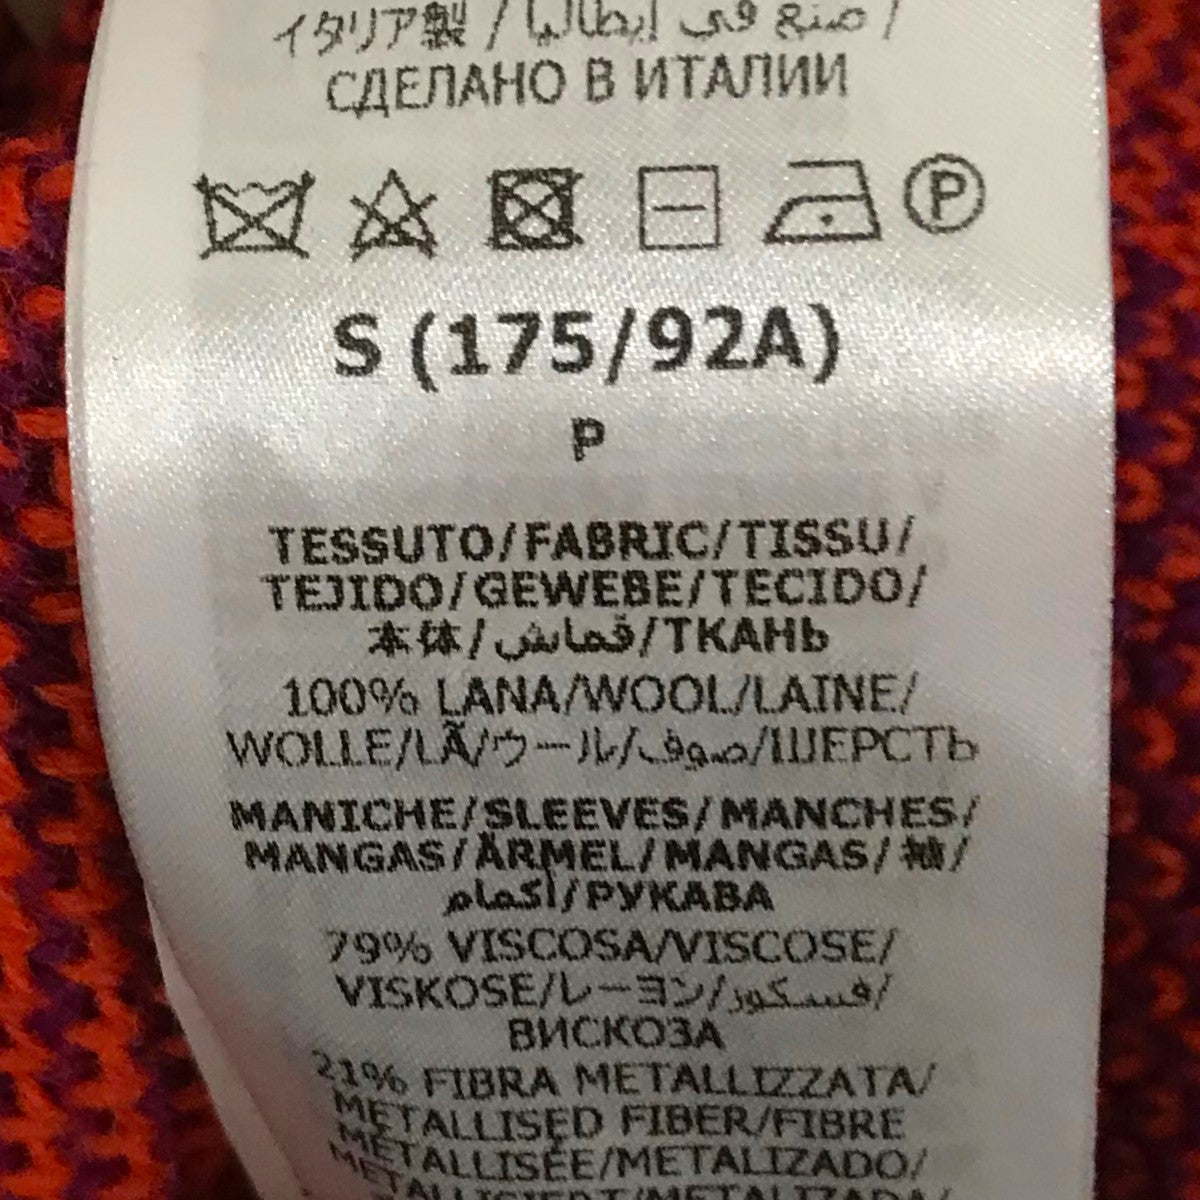 イタリア製 / صنع في إيطاليا /
СДЕЛАНО В ИТАЛИИ
P
S (175/92A)
P
TESSUTO/FABRIC/TISSU/
TEJIDO/GEWEBE/TECIDO/
本体/قماش/ТКАНЬ
100% LANA/WOOL/LAINE/
WOLLE/LÃ/ウール/صوف/ШЕРСТЬ
MANICHE/SLEEVES/MANCHES/
MANGAS/ÄRMEL/MANGAS/袖/
أكمام/РУКАВА
79% VISCOSA/VISCOSE/
VISKOSE/レーヨン/فسكوز/
ВИСКОЗА
21% FIBRA METALLIZZATA/
METALLISED FIBER/FIBRE
METALLISÉE/METALIZADO/
METALLISIERT/METALIZADA/